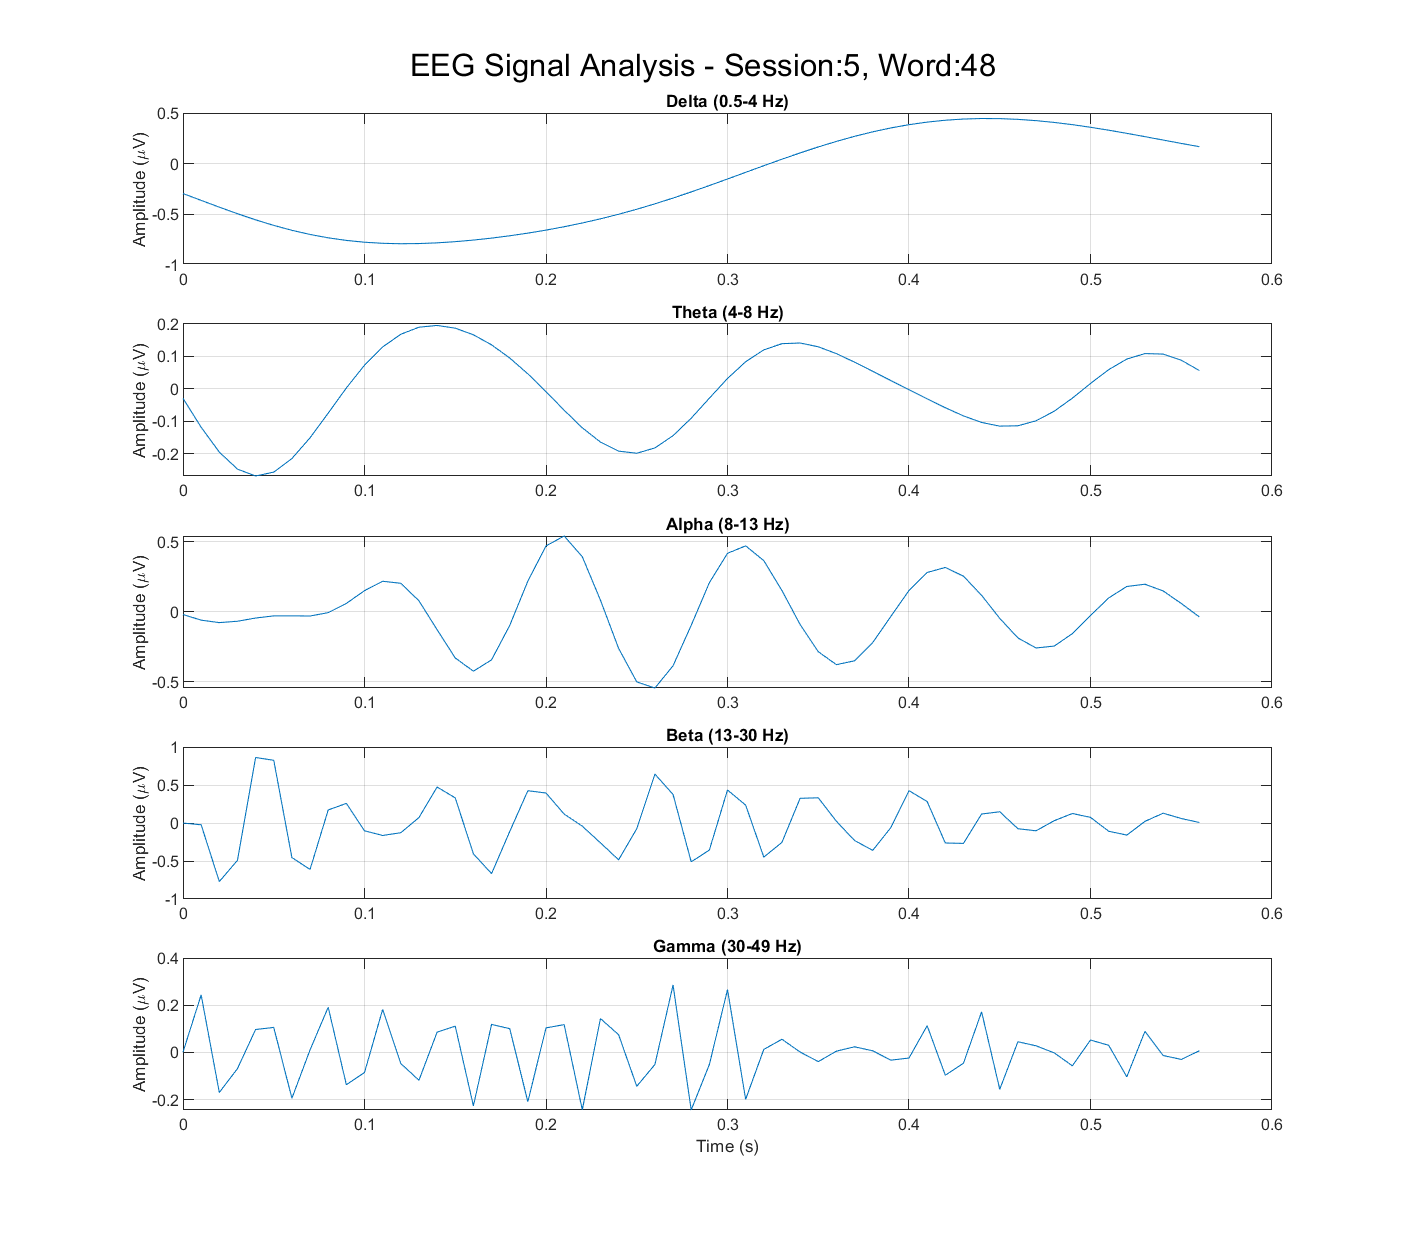 EEG Signal Analysis - Session:5, Word:48
Delta (0.5-4 Hz)
Amplitude (μV)
0.5
0
-0.5
-1
0 0.1 0.2 0.3 0.4 0.5 0.6
Theta (4-8 Hz)
Amplitude (μV)
0.2
0.1
0
-0.1
-0.2
0 0.1 0.2 0.3 0.4 0.5 0.6
Alpha (8-13 Hz)
Amplitude (μV)
0.5
0
-0.5
0 0.1 0.2 0.3 0.4 0.5 0.6
Beta (13-30 Hz)
Amplitude (μV)
1
0.5
0
-0.5
-1
0 0.1 0.2 0.3 0.4 0.5 0.6
Gamma (30-49 Hz)
Amplitude (μV)
0.4
0.2
0
-0.2
0 0.1 0.2 0.3 0.4 0.5 0.6
Time (s)